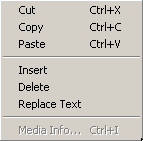 Cut Ctrl+X
Copy Ctrl+C
Paste Ctrl+V
Insert
Delete
Replace Text
Media Info... Ctrl+I